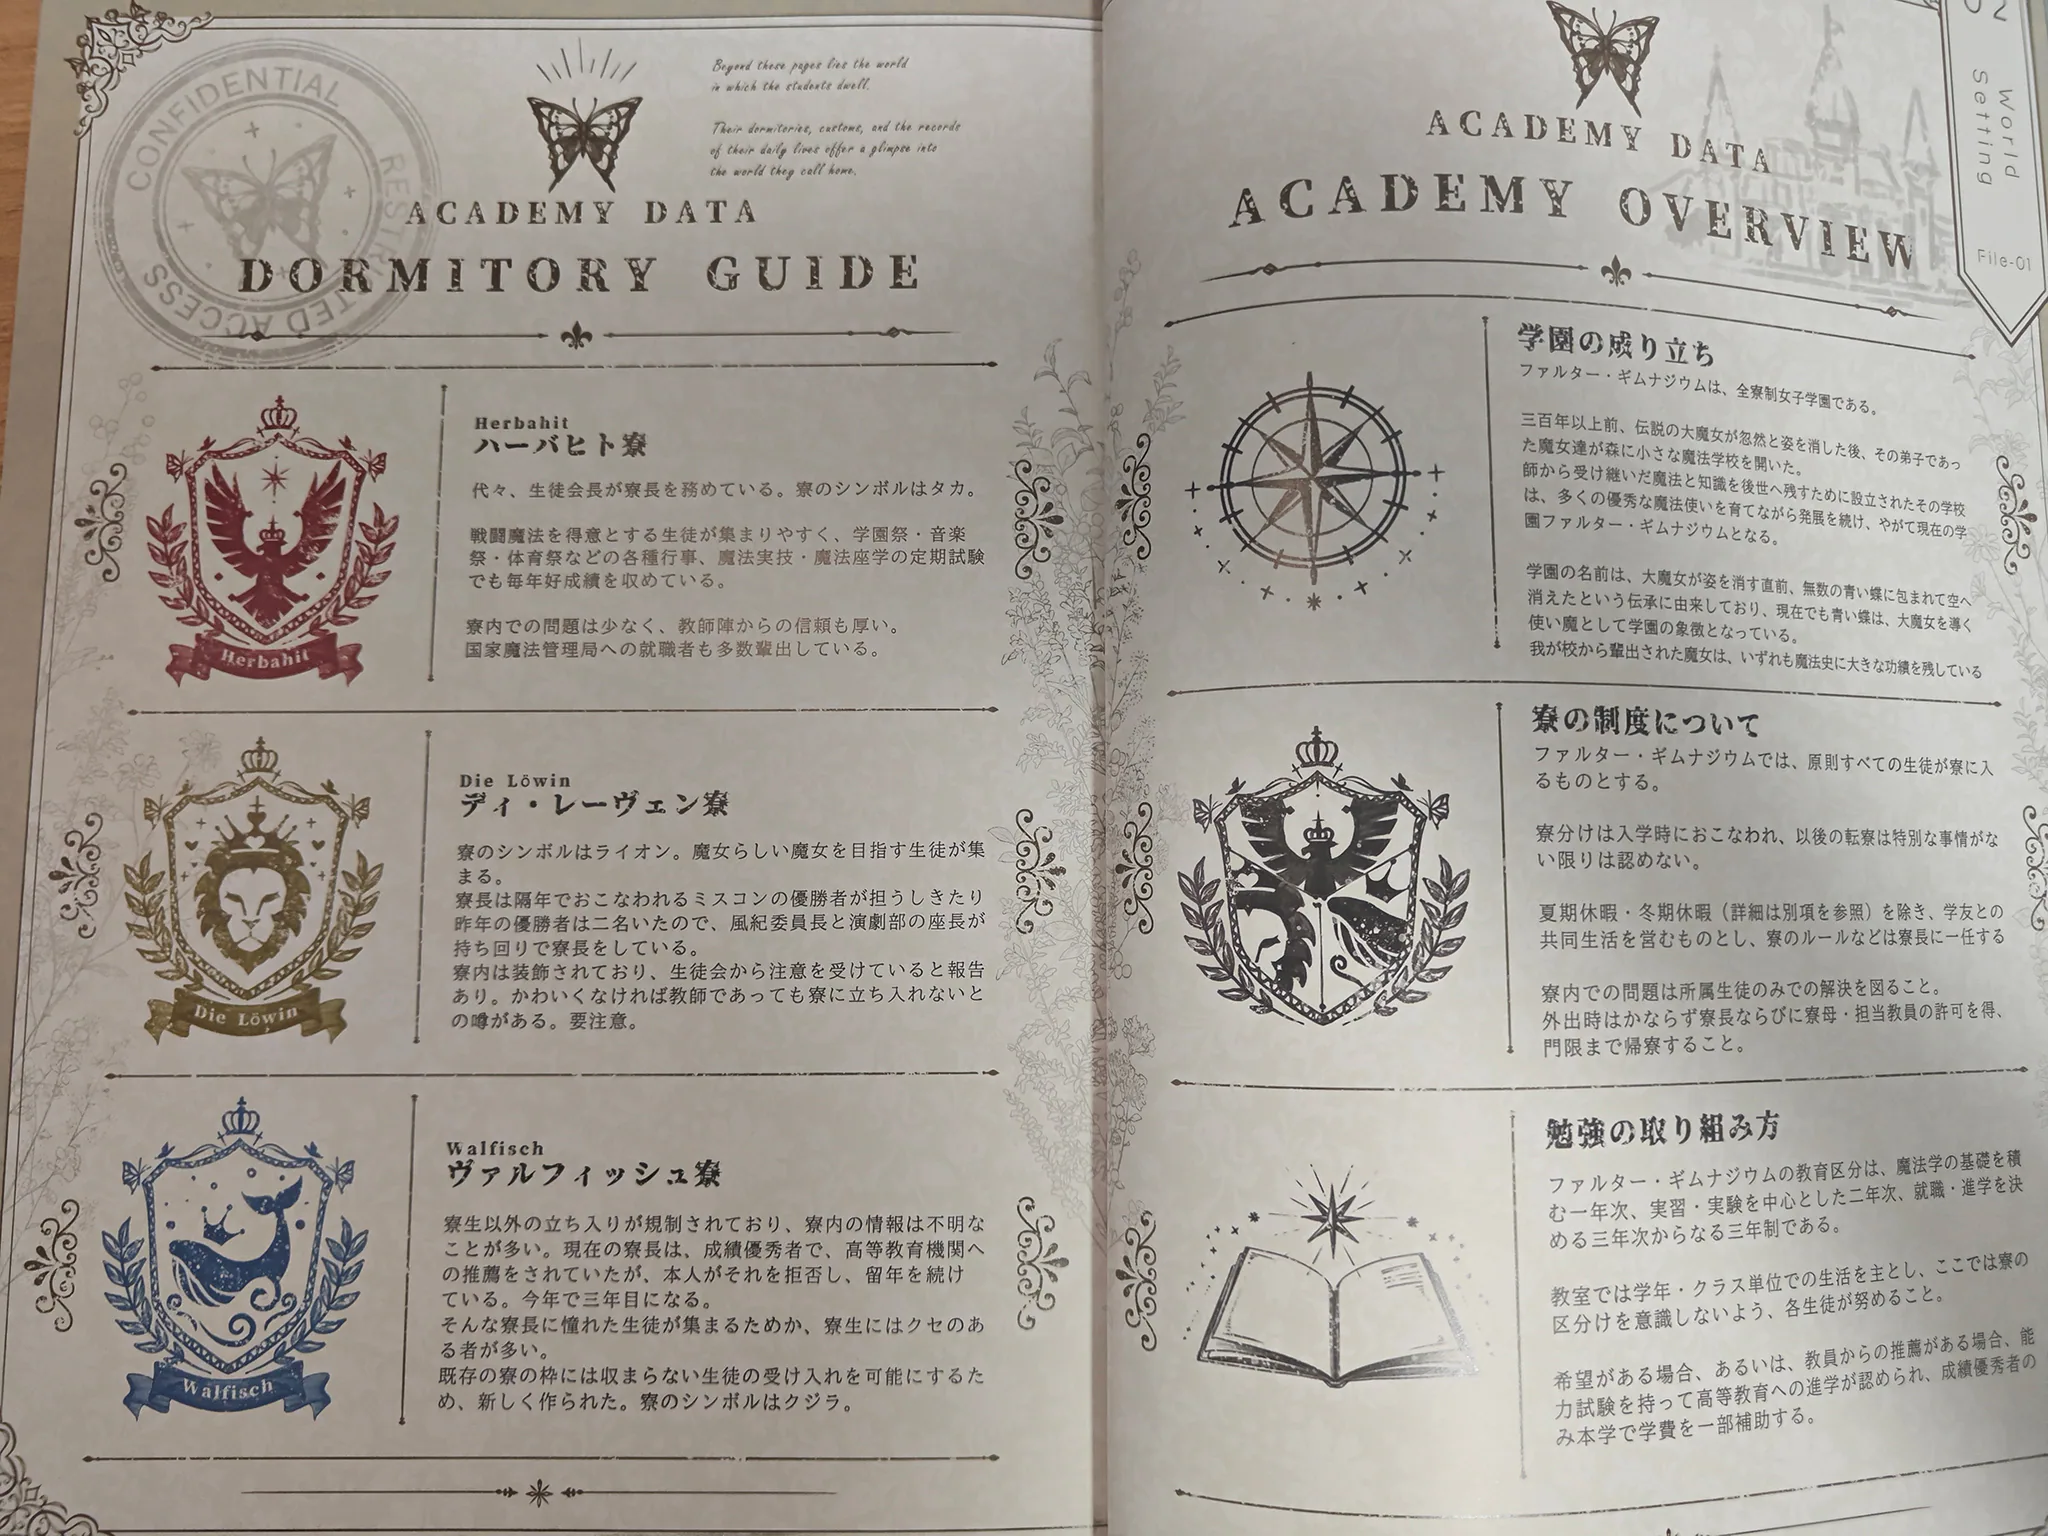 CONFIDENTIAL
RESTRICTED ACCESS
Beyond these pages lies the world
in which the students dwell.
Their dormitories, customs, and the records
of their daily lives offer a glimpse into
the world they call home.
ACADEMY DATA
DORMITORY GUIDE
Herbahit
Herbahit
ハーバヒト寮
代々、生徒会長が寮長を務めている。寮のシンボルはタカ。
戦闘魔法を得意とする生徒が集まりやすく、学園祭・音楽
祭・体育祭などの各種行事、魔法実技・魔法座学の定期試験
でも毎年好成績を収めている。
寮内での問題は少なく、教師陣からの信頼も厚い。
国家魔法管理局への就職者も多数輩出している。
Die Löwin
Die Löwin
ディ・レーヴェン寮
寮のシンボルはライオン。魔女らしい魔女を目指す生徒が集
まる。
寮長は隔年でおこなわれるミスコンの優勝者が担うしきたり
昨年の優勝者は二名いたので、風紀委員長と演劇部の座長が
持ち回りで寮長をしている。
寮内は装飾されており、生徒会から注意を受けていると報告
あり。かわいくなければ教師であっても寮に立ち入れないと
の噂がある。要注意。
Walfisch
Walfisch
ヴァルフィッシュ寮
寮生以外の立ち入りが規制されており、寮内の情報は不明な
ことが多い。現在の寮長は、成績優秀者で、高等教育機関へ
の推薦をされていたが、本人がそれを拒否し、留年を続け
ている。今年で三年目になる。
そんな寮長に憧れた生徒が集まるためか、寮生にはクセのあ
る者が多い。
既存の寮の枠には収まらない生徒の受け入れを可能にするた
め、新しく作られた。寮のシンボルはクジラ。
World
Setting
File-01
ACADEMY DATA
ACADEMY OVERVIEW
学園の成り立ち
ファルター・ギムナジウムは、全寮制女子学園である。
三百年以上前、伝説の大魔女が忽然と姿を消した後、その弟子であっ
た魔女達が森に小さな魔法学校を開いた。
師から受け継いだ魔法と知識を後世へ残すために設立されたその学校
は、多くの優秀な魔法使いを育てながら発展を続け、やがて現在の学
園ファルター・ギムナジウムとなる。
学園の名前は、大魔女が姿を消す直前、無数の青い蝶に包まれて空へ
消えたという伝承に由来しており、現在でも青い蝶は、大魔女を導く
使い魔として学園の象徴となっている。
我が校から輩出された魔女は、いずれも魔法史に大きな功績を残している
寮の制度について
ファルター・ギムナジウムでは、原則すべての生徒が寮に入
るものとする。
寮分けは入学時におこなわれ、以後の転寮は特別な事情がな
い限りは認めない。
夏期休暇・冬期休暇（詳細は別項を参照）を除き、学友との
共同生活を営むものとし、寮のルールなどは寮長に一任する
寮内での問題は所属生徒のみでの解決を図ること。
外出時はかならず寮長ならびに寮母・担当教員の許可を得、
門限まで帰寮すること。
勉強の取り組み方
ファルター・ギムナジウムの教育区分は、魔法学の基礎を積
む一年次、実習・実験を中心とした二年次、就職・進学を決
める三年次からなる三年制である。
教室では学年・クラス単位での生活を主とし、ここでは寮の
区分けを意識しないよう、各生徒が努めること。
希望がある場合、あるいは、教員からの推薦がある場合、能
力試験を持って高等教育への進学が認められ、成績優秀者の
み本学で学費を一部補助する。